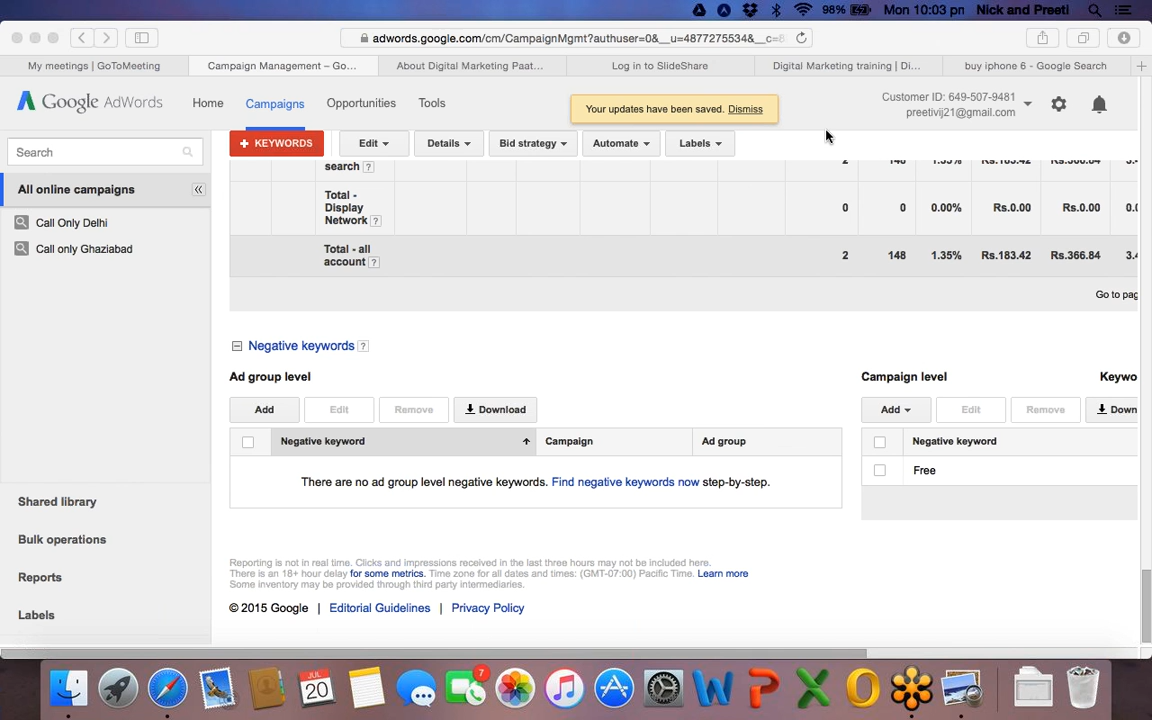 98% Mon 10:03 pm Nick and Preeti
adwords.google.com/cm/CampaignMgmt?authuser=0&__u=4877275534&__c=8
My meetings | GoToMeeting
Campaign Management – Go...
About Digital Marketing Paat...
Log in to SlideShare
Digital Marketing training | Di...
buy iphone 6 - Google Search
Google AdWords
Home
Campaigns
Opportunities
Tools
Your updates have been saved. Dismiss
Customer ID: 649-507-9481
preetivij21@gmail.com
Search
All online campaigns
Call Only Delhi
Call only Ghaziabad
Shared library
Bulk operations
Reports
Labels
+ KEYWORDS
Edit
Details
Bid strategy
Automate
Labels
search ? 2 148 1.35% Rs.183.42 Rs.366.84
Total -
Display
Network ?
0 0 0.00% Rs.0.00 Rs.0.00 0.0
Total - all
account ?
2 148 1.35% Rs.183.42 Rs.366.84 3.4
Go to pag
Negative keywords ?
Ad group level
Add
Edit
Remove
Download
Negative keyword
Campaign
Ad group
There are no ad group level negative keywords. Find negative keywords now step-by-step.
Campaign level
Keywo
Add
Edit
Remove
Down
Negative keyword
Free
Reporting is not in real time. Clicks and impressions received in the last three hours may not be included here.
There is an 18+ hour delay for some metrics. Time zone for all dates and times: (GMT-07:00) Pacific Time. Learn more
Some inventory may be provided through third party intermediaries.
© 2015 Google | Editorial Guidelines | Privacy Policy
JUL
20
7